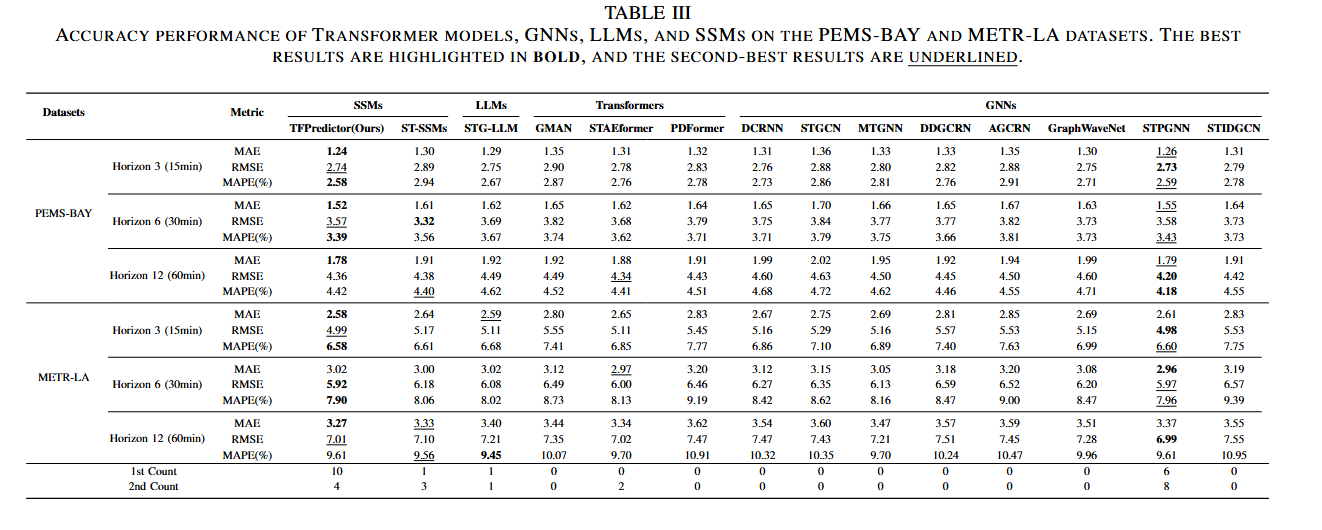 TABLE III
ACCURACY PERFORMANCE OF TRANSFORMER MODELS, GNNS, LLMS, AND SSMS ON THE PEMS-BAY AND METR-LA DATASETS. THE BEST
RESULTS ARE HIGHLIGHTED IN BOLD, AND THE SECOND-BEST RESULTS ARE UNDERLINED.
Datasets Metric SSMs LLMs Transformers GNNs
TFPredictor(Ours) ST-SSMs STG-LLM GMAN STAEformer PDFormer DCRNN STGCN MTGNN DDGCRN AGCRN GraphWaveNet STPGNN STIDGCN
PEMS-BAY
Horizon 3 (15min)
MAE 1.24 1.30 1.29 1.35 1.31 1.32 1.31 1.36 1.33 1.33 1.35 1.30 1.26 1.31
RMSE 2.74 2.89 2.75 2.90 2.78 2.83 2.76 2.88 2.80 2.82 2.88 2.75 2.73 2.79
MAPE(%) 2.58 2.94 2.67 2.87 2.76 2.78 2.73 2.86 2.81 2.76 2.91 2.71 2.59 2.78
Horizon 6 (30min)
MAE 1.52 1.61 1.62 1.65 1.62 1.64 1.65 1.70 1.66 1.65 1.67 1.63 1.55 1.64
RMSE 3.57 3.32 3.69 3.82 3.68 3.79 3.75 3.84 3.77 3.77 3.82 3.73 3.58 3.73
MAPE(%) 3.39 3.56 3.67 3.74 3.62 3.71 3.71 3.79 3.75 3.66 3.81 3.73 3.43 3.73
Horizon 12 (60min)
MAE 1.78 1.91 1.92 1.92 1.88 1.91 1.99 2.02 1.95 1.92 1.94 1.99 1.79 1.91
RMSE 4.36 4.38 4.49 4.49 4.34 4.43 4.60 4.63 4.50 4.45 4.50 4.60 4.20 4.42
MAPE(%) 4.42 4.40 4.62 4.52 4.41 4.51 4.68 4.72 4.62 4.46 4.55 4.71 4.18 4.55
METR-LA
Horizon 3 (15min)
MAE 2.58 2.64 2.59 2.80 2.65 2.83 2.67 2.75 2.69 2.81 2.85 2.69 2.61 2.83
RMSE 4.99 5.17 5.11 5.55 5.11 5.45 5.16 5.29 5.16 5.57 5.53 5.15 4.98 5.53
MAPE(%) 6.58 6.61 6.68 7.41 6.85 7.77 6.86 7.10 6.89 7.40 7.63 6.99 6.60 7.75
Horizon 6 (30min)
MAE 3.02 3.00 3.02 3.12 2.97 3.20 3.12 3.15 3.05 3.18 3.20 3.08 2.96 3.19
RMSE 5.92 6.18 6.08 6.49 6.00 6.46 6.27 6.35 6.13 6.59 6.52 6.20 5.97 6.57
MAPE(%) 7.90 8.06 8.02 8.73 8.13 9.19 8.42 8.62 8.16 8.47 9.00 8.47 7.96 9.39
Horizon 12 (60min)
MAE 3.27 3.33 3.40 3.44 3.34 3.62 3.54 3.60 3.47 3.57 3.59 3.51 3.37 3.55
RMSE 7.01 7.10 7.21 7.35 7.02 7.47 7.47 7.43 7.21 7.51 7.45 7.28 6.99 7.55
MAPE(%) 9.61 9.56 9.45 10.07 9.70 10.91 10.32 10.35 9.70 10.24 10.47 9.96 9.61 10.95
1st Count 10 1 1 0 0 0 0 0 0 0 0 0 6 0
2nd Count 4 3 1 0 2 0 0 0 0 0 0 0 8 0